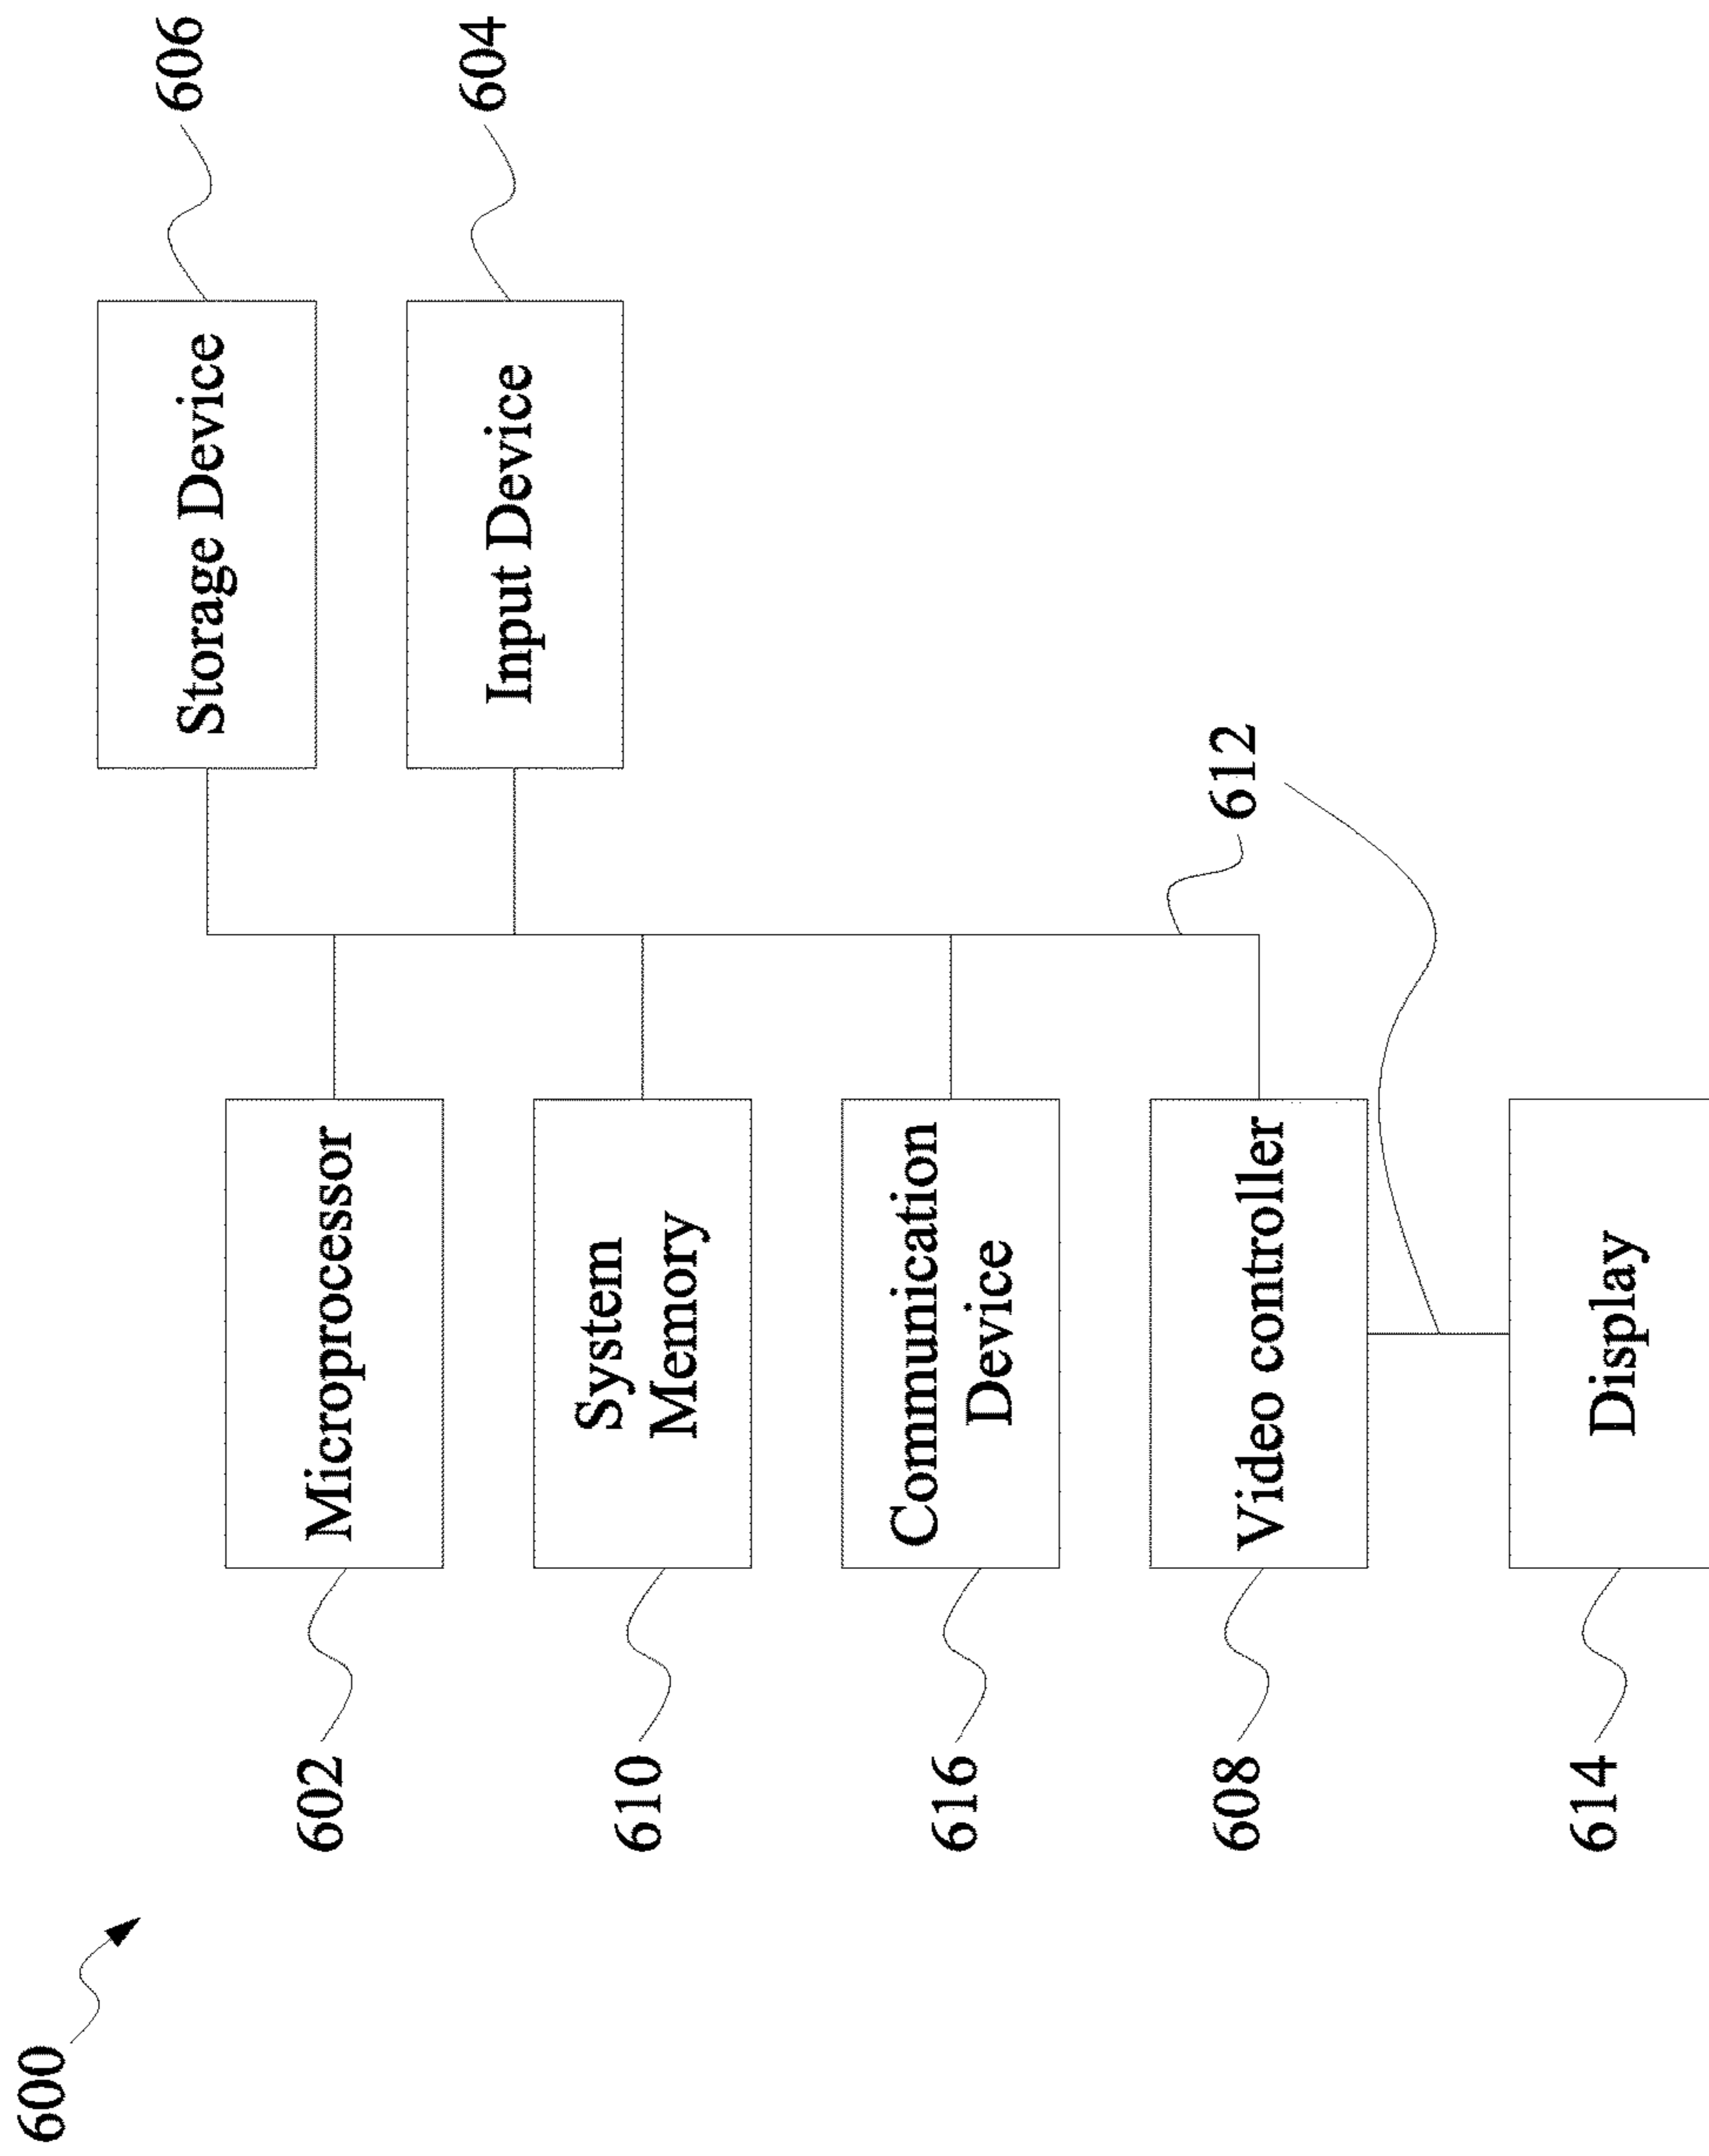 600
602
Microprocessor
Storage Device
606
610
System
Memory
Input Device
604
616
Communication
Device
608
Video controller
612
614
Display